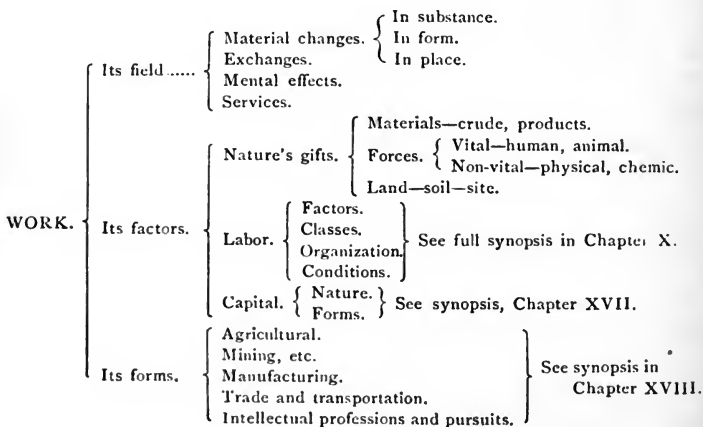 In substance.
Material changes. In form.
Exchanges. In place.
Its field ..... Mental effects.
Services.
Materials—crude, products.
Nature's gifts. Forces. Vital—human, animal.
Non-vital—physical, chemic.
Land—soil—site.
WORK. Its factors. Labor. Factors.
Classes.
Organization. See full synopsis in Chapter X.
Conditions.
Capital. Nature. See synopsis, Chapter XVII.
Forms.
Agricultural.
Mining, etc.
Its forms. Manufacturing. See synopsis in
Trade and transportation. Chapter XVIII.
Intellectual professions and pursuits.